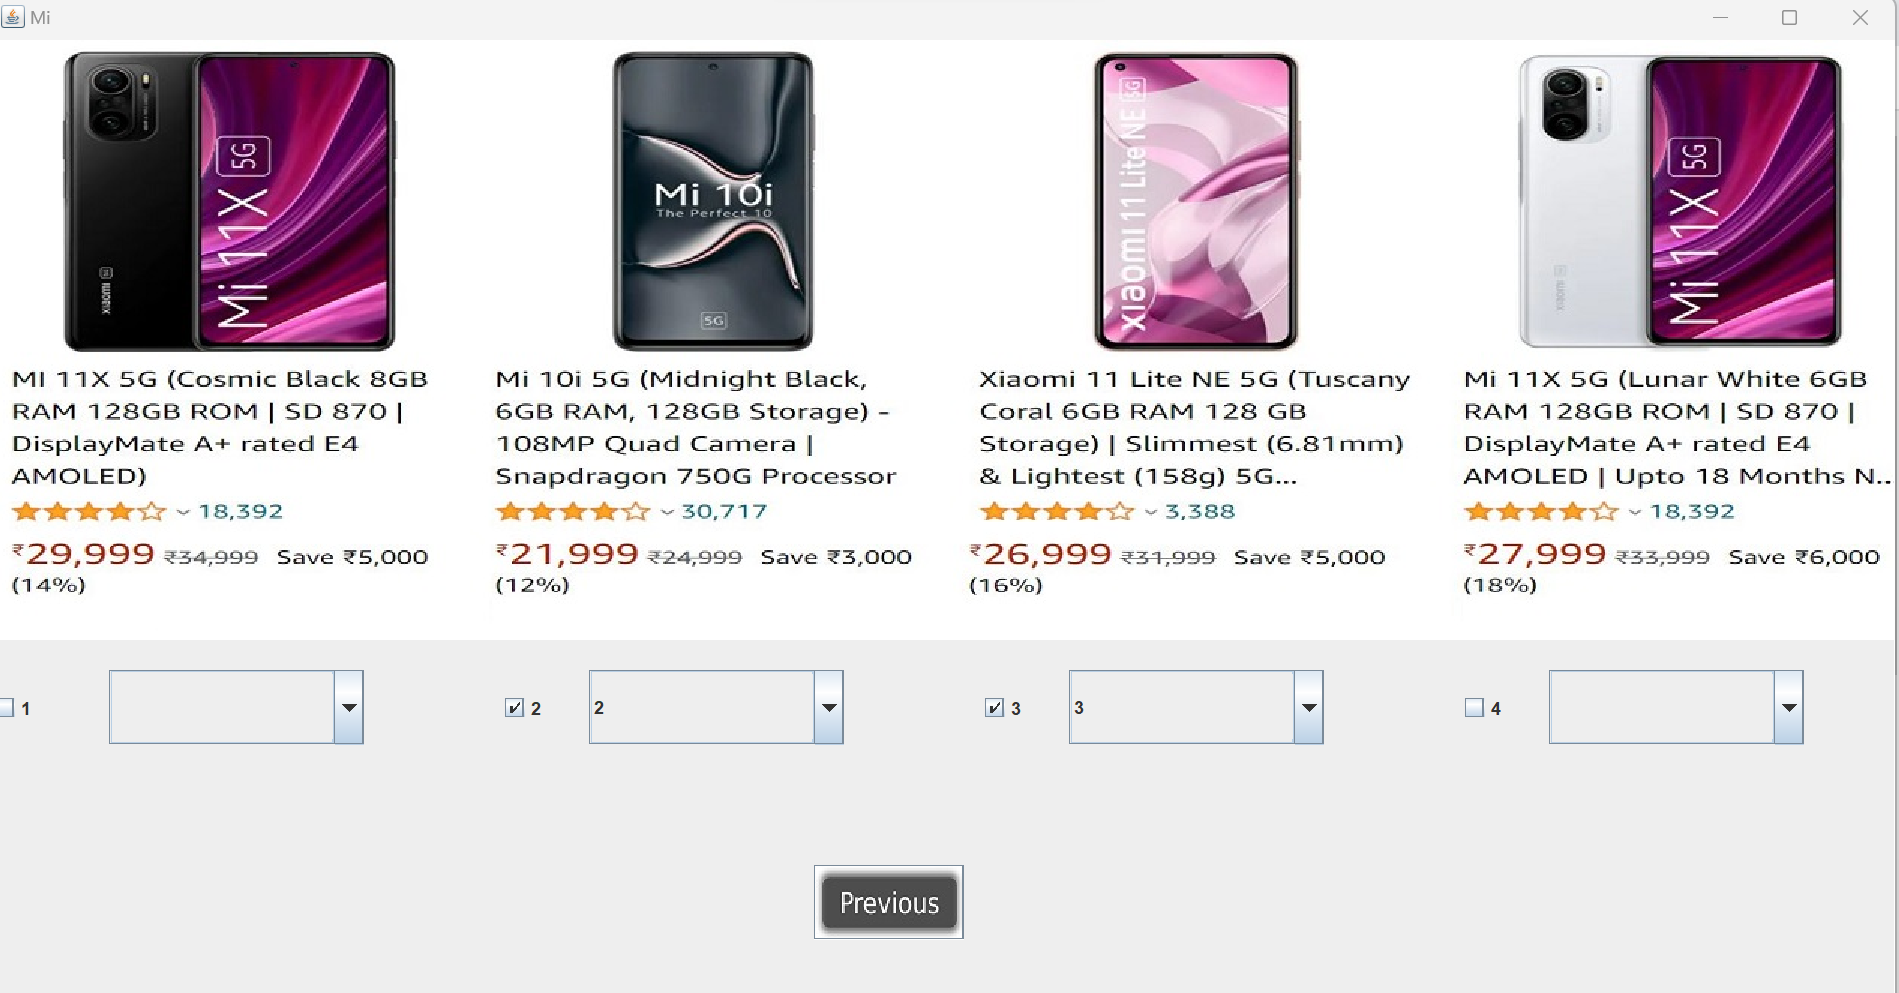 Mi
Mi 11X 5G
xiaomi 5G
Mi 10i
The Perfect 10
5G
Xiaomi 11 Lite NE 5G
xiaomi
Mi 11X 5G
MI 11X 5G (Cosmic Black 8GB
RAM 128GB ROM | SD 870 |
DisplayMate A+ rated E4
AMOLED)
18,392
₹29,999 ₹34,999 Save ₹5,000
(14%)
Mi 10i 5G (Midnight Black,
6GB RAM, 128GB Storage) -
108MP Quad Camera |
Snapdragon 750G Processor
30,717
₹21,999 ₹24,999 Save ₹3,000
(12%)
Xiaomi 11 Lite NE 5G (Tuscany
Coral 6GB RAM 128 GB
Storage) | Slimmest (6.81mm)
& Lightest (158g) 5G...
3,388
₹26,999 ₹31,999 Save ₹5,000
(16%)
Mi 11X 5G (Lunar White 6GB
RAM 128GB ROM | SD 870 |
DisplayMate A+ rated E4
AMOLED | Upto 18 Months N..
18,392
₹27,999 ₹33,999 Save ₹6,000
(18%)
1
2 2
3 3
4
Previous